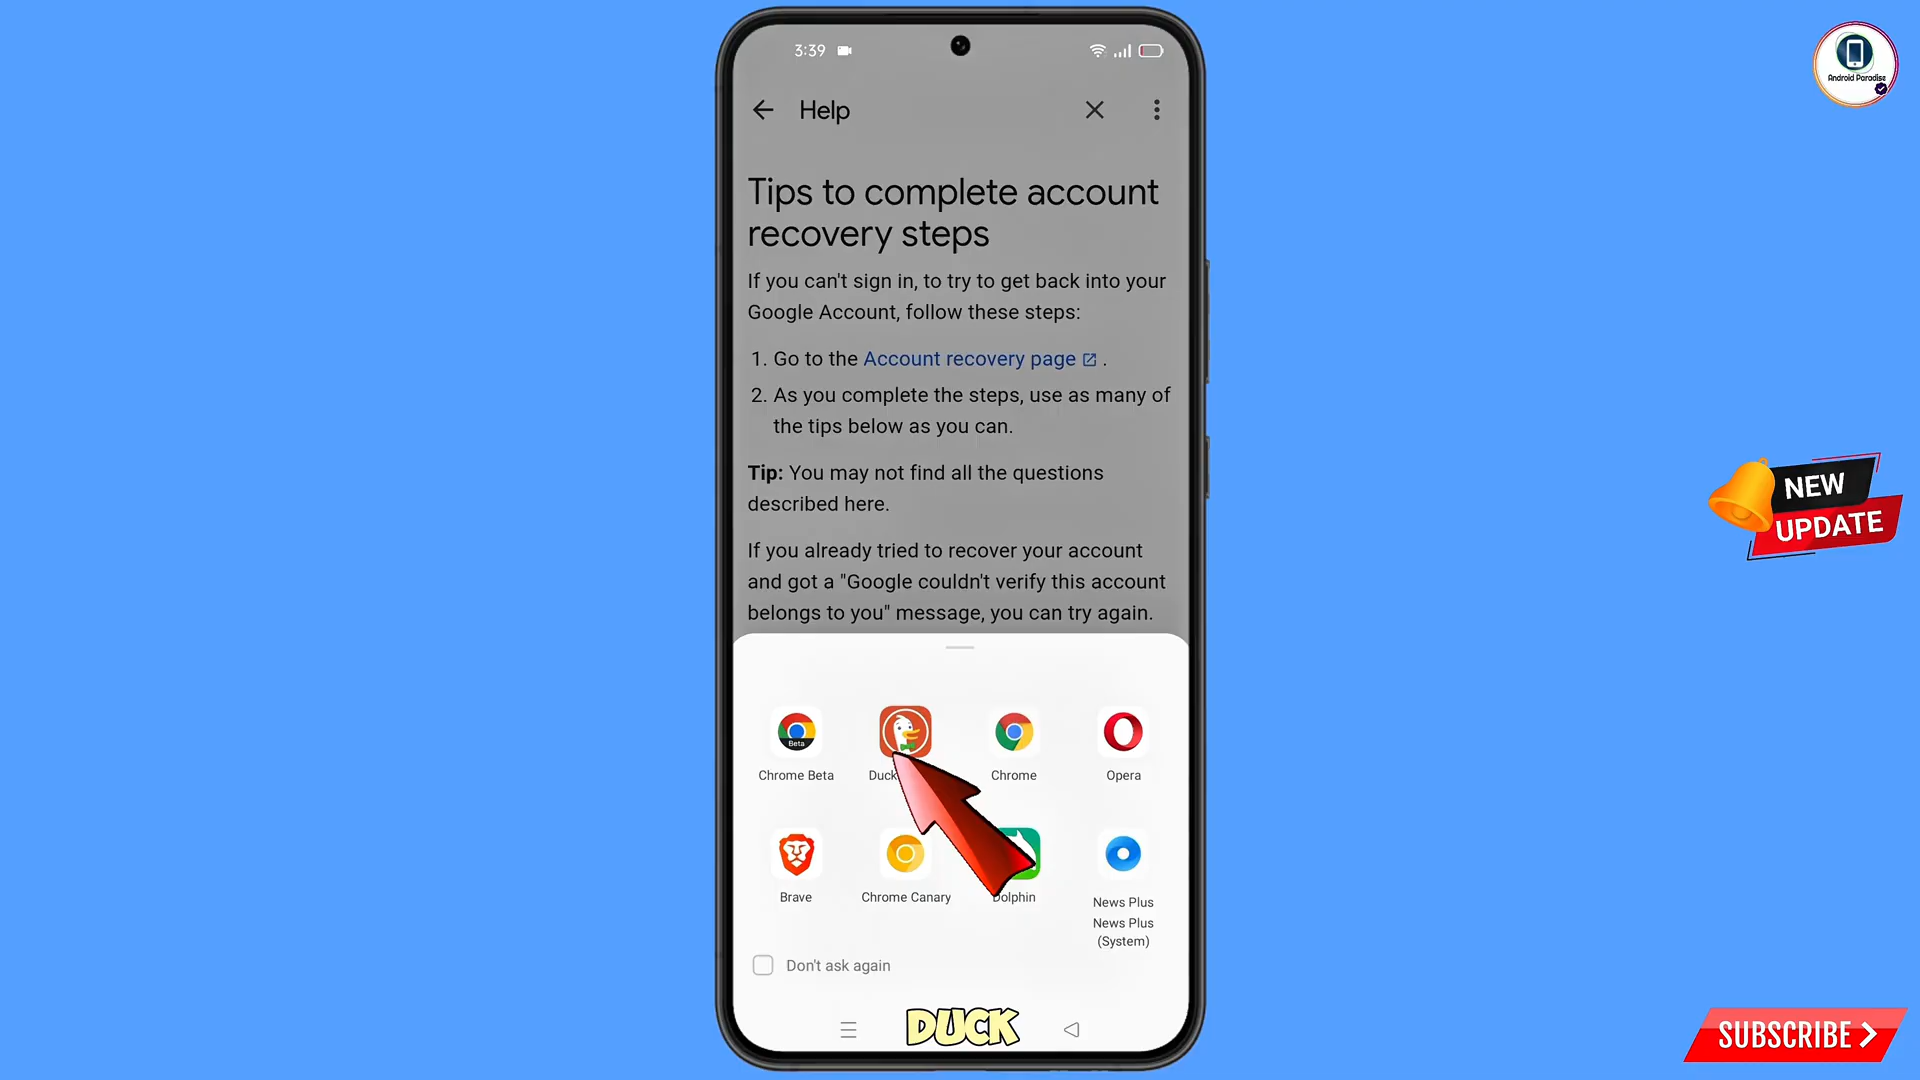 3:39
Android Paradise
Help
Tips to complete account
recovery steps
If you can't sign in, to try to get back into your
Google Account, follow these steps:
1. Go to the Account recovery page .
2. As you complete the steps, use as many of
the tips below as you can.
Tip: You may not find all the questions
described here.
If you already tried to recover your account
and got a "Google couldn't verify this account
belongs to you" message, you can try again.
NEW
UPDATE
Beta
Chrome Beta
Duck
Chrome
Opera
Brave
Chrome Canary
Dolphin
News Plus
News Plus
(System)
Don't ask again
DUCK
SUBSCRIBE